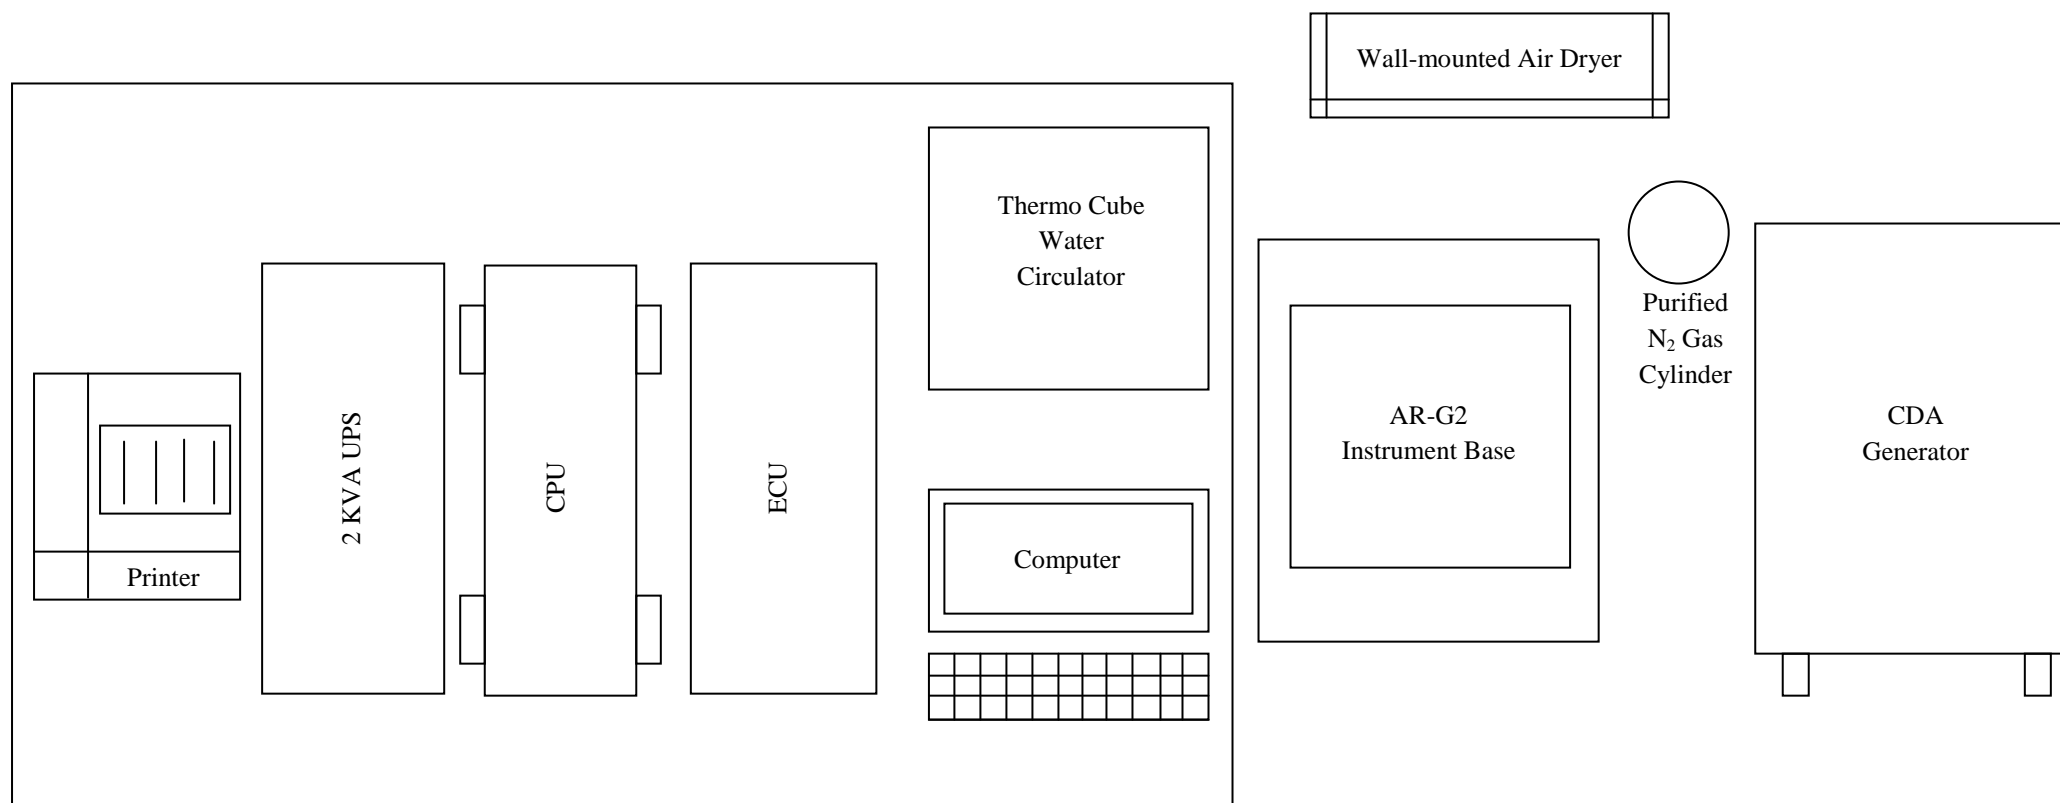 Wall-mounted Air Dryer
Thermo Cube
Water
Circulator
Purified
N₂ Gas
Cylinder
AR-G2
Instrument Base
CDA
Generator
2 KVA UPS
CPU
ECU
Computer
Printer